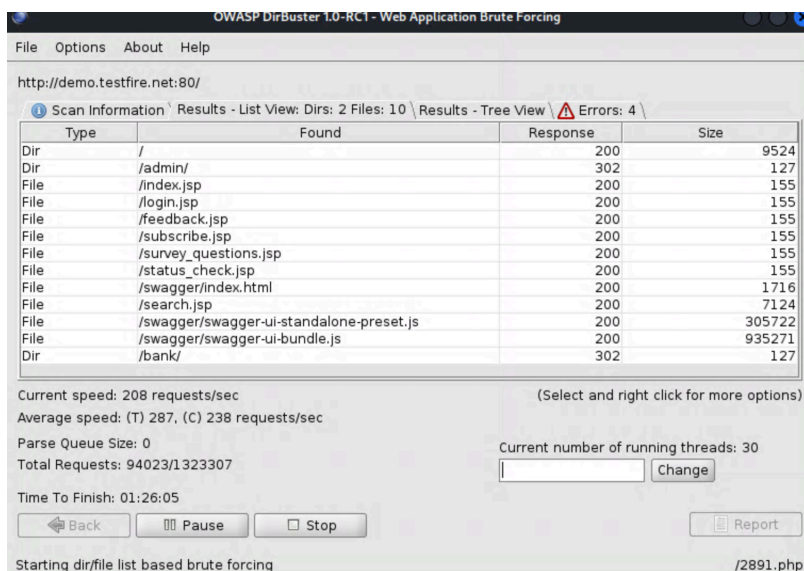 OWASP DirBuster 1.0-RC1 - Web Application Brute Forcing
File Options About Help
http://demo.testfire.net:80/
Scan Information Results - List View: Dirs: 2 Files: 10 Results - Tree View Errors: 4
Type Found Response Size
Dir / 200 9524
Dir /admin/ 302 127
File /index.jsp 200 155
File /login.jsp 200 155
File /feedback.jsp 200 155
File /subscribe.jsp 200 155
File /survey_questions.jsp 200 155
File /status_check.jsp 200 155
File /swagger/index.html 200 1716
File /search.jsp 200 7124
File /swagger/swagger-ui-standalone-preset.js 200 305722
File /swagger/swagger-ui-bundle.js 200 935271
Dir /bank/ 302 127
Current speed: 208 requests/sec (Select and right click for more options)
Average speed: (T) 287, (C) 238 requests/sec
Parse Queue Size: 0
Current number of running threads: 30
Total Requests: 94023/1323307
Change
Time To Finish: 01:26:05
Back Pause Stop Report
Starting dir/file list based brute forcing /2891.php